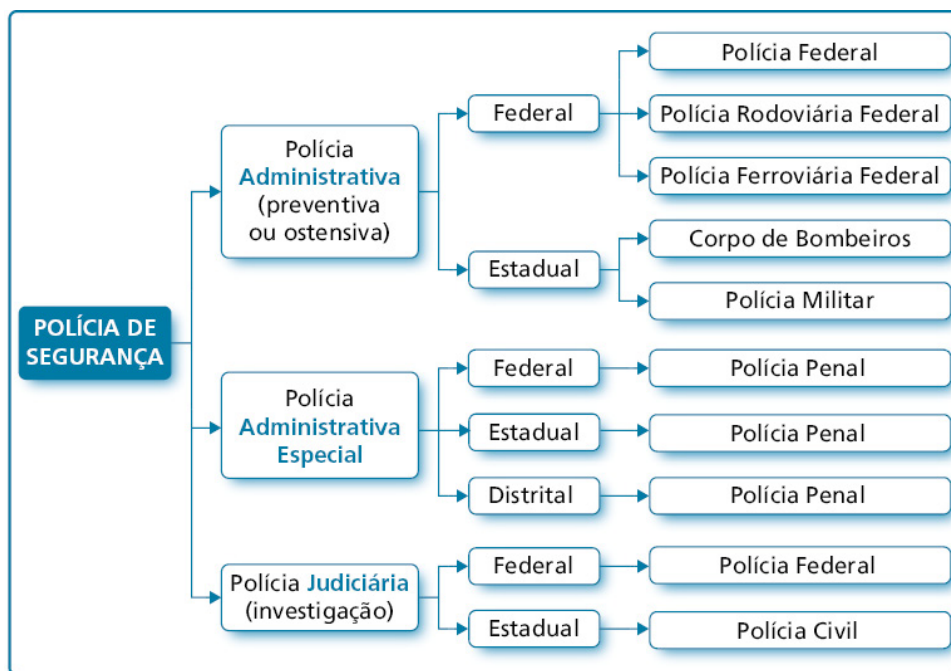 POLÍCIA DE
SEGURANÇA
Polícia
Administrativa
(preventiva
ou ostensiva)
Federal
Polícia Federal
Polícia Rodoviária Federal
Polícia Ferroviária Federal
Estadual
Corpo de Bombeiros
Polícia Militar
Polícia
Administrativa
Especial
Federal
Polícia Penal
Estadual
Polícia Penal
Distrital
Polícia Penal
Polícia Judiciária
(investigação)
Federal
Polícia Federal
Estadual
Polícia Civil